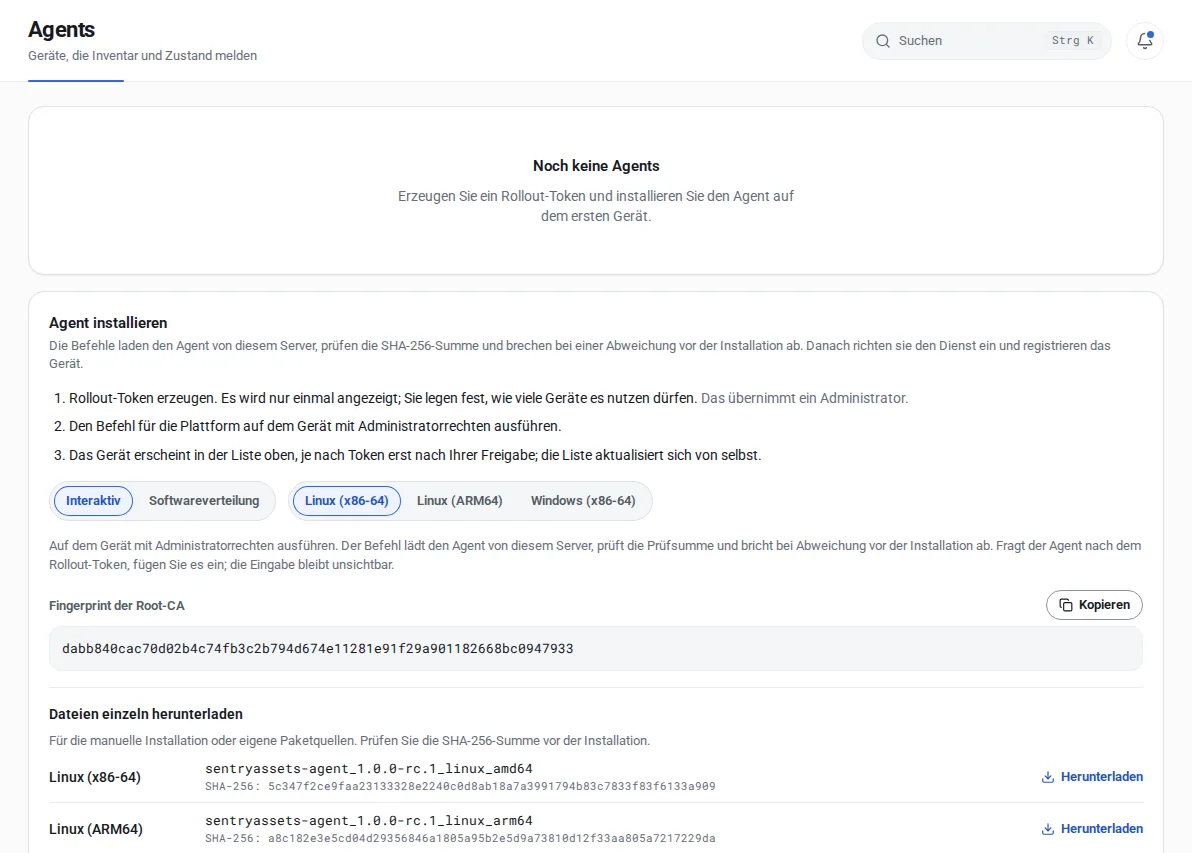 Agents
Geräte, die Inventar und Zustand melden
Suchen
Strg K
Noch keine Agents
Erzeugen Sie ein Rollout-Token und installieren Sie den Agent auf
dem ersten Gerät.
Agent installieren
Die Befehle laden den Agent von diesem Server, prüfen die SHA-256-Summe und brechen bei einer Abweichung vor der Installation ab. Danach richten sie den Dienst ein und registrieren das
Gerät.
1. Rollout-Token erzeugen. Es wird nur einmal angezeigt; Sie legen fest, wie viele Geräte es nutzen dürfen. Das übernimmt ein Administrator.
2. Den Befehl für die Plattform auf dem Gerät mit Administratorrechten ausführen.
3. Das Gerät erscheint in der Liste oben, je nach Token erst nach Ihrer Freigabe; die Liste aktualisiert sich von selbst.
Interaktiv
Softwareverteilung
Linux (x86-64)
Linux (ARM64)
Windows (x86-64)
Auf dem Gerät mit Administratorrechten ausführen. Der Befehl lädt den Agent von diesem Server, prüft die Prüfsumme und bricht bei Abweichung vor der Installation ab. Fragt der Agent nach dem
Rollout-Token, fügen Sie es ein; die Eingabe bleibt unsichtbar.
Fingerprint der Root-CA
Kopieren
dabb840cac70d02b4c74fb3c2b794d674e11281e91f29a901182668bc0947933
Dateien einzeln herunterladen
Für die manuelle Installation oder eigene Paketquellen. Prüfen Sie die SHA-256-Summe vor der Installation.
Linux (x86-64)
sentryassets-agent_1.0.0-rc.1_linux_amd64
SHA-256: 5c347f2ce9faa23133328e2240c0d8ab18a7a3991794b83c7833f83f6133a909
Herunterladen
Linux (ARM64)
sentryassets-agent_1.0.0-rc.1_linux_arm64
SHA-256: a8c182e3e5cd04d29356846a1805a95b2e5d9a73810d12f33aa805a7217229da
Herunterladen